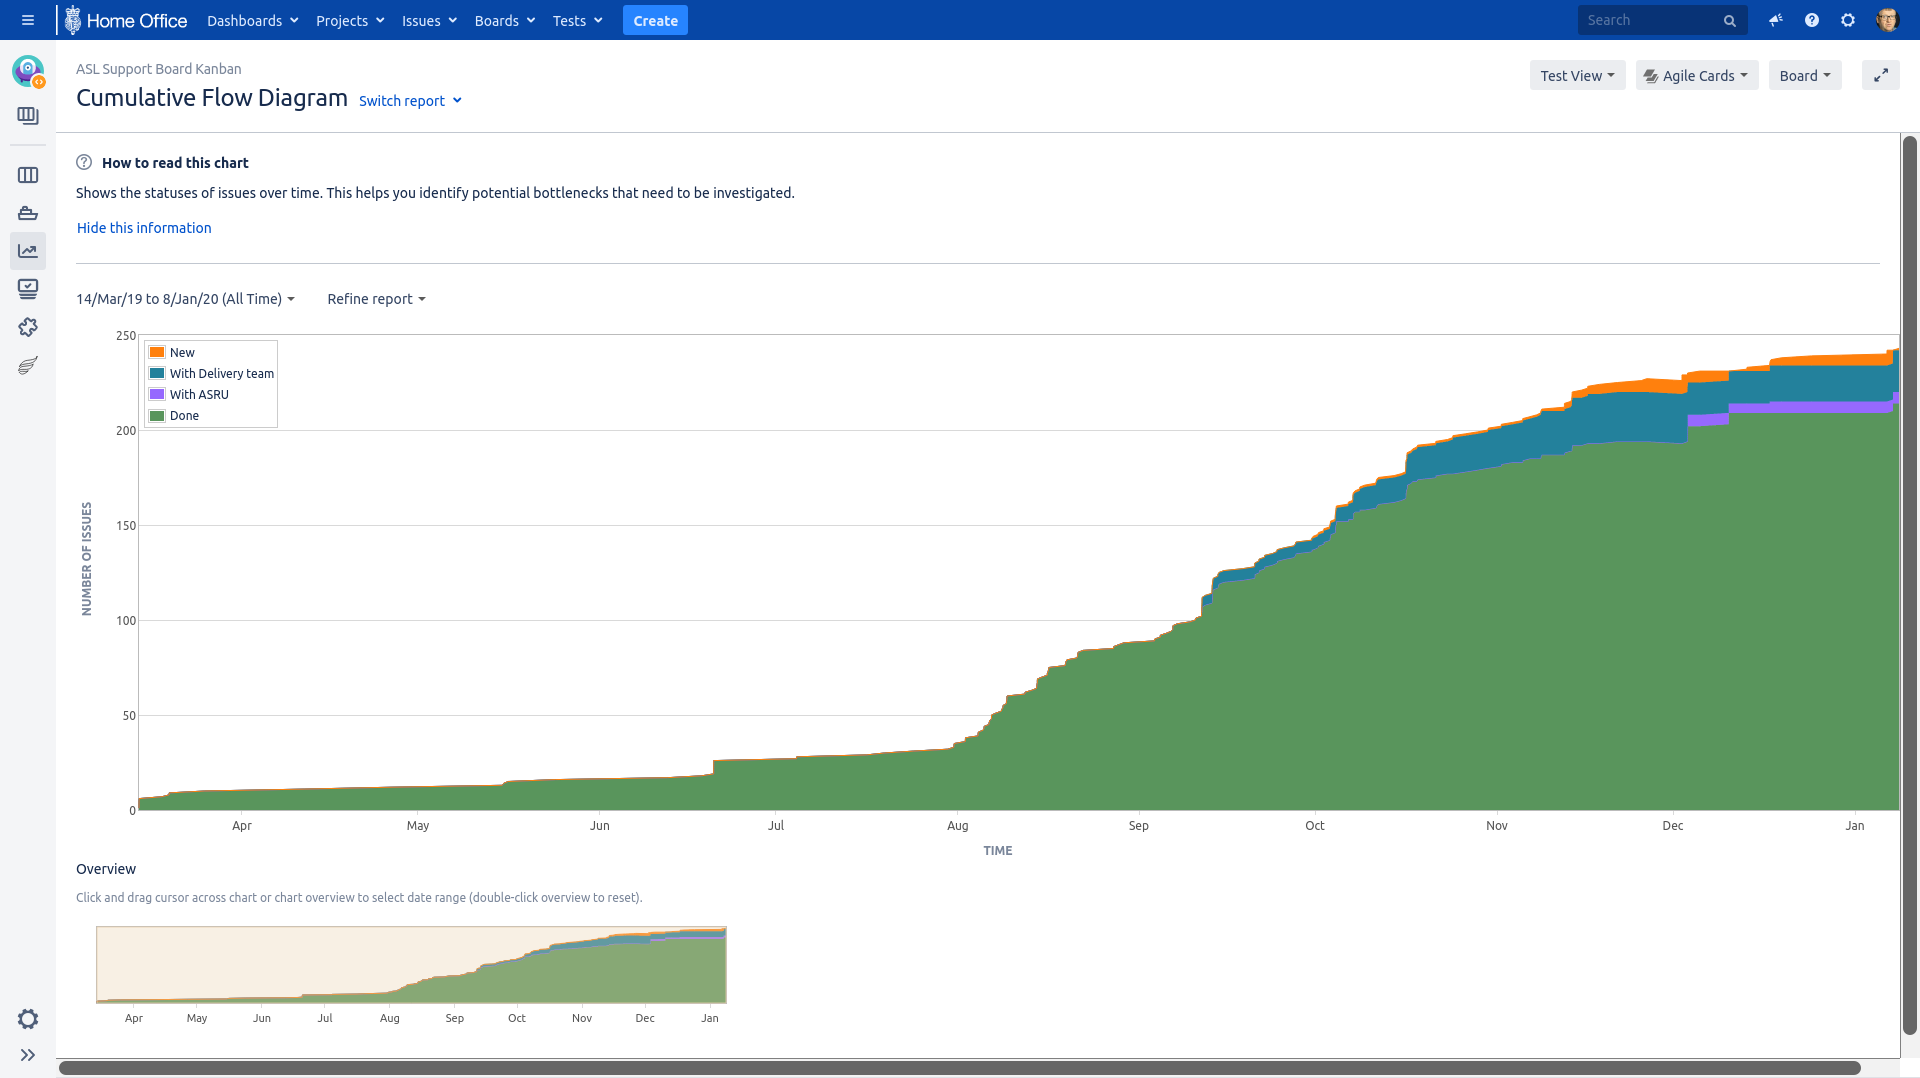 Home Office Dashboards Projects Issues Boards Tests Create Search
ASL Support Board Kanban
Cumulative Flow Diagram Switch report
Test View Agile Cards Board
How to read this chart
Shows the statuses of issues over time. This helps you identify potential bottlenecks that need to be investigated.
Hide this information
14/Mar/19 to 8/Jan/20 (All Time) Refine report
250
200
150
100
50
0
NUMBER OF ISSUES
New
With Delivery team
With ASRU
Done
Apr May Jun Jul Aug Sep Oct Nov Dec Jan
TIME
Overview
Click and drag cursor across chart or chart overview to select date range (double-click overview to reset).
Apr May Jun Jul Aug Sep Oct Nov Dec Jan